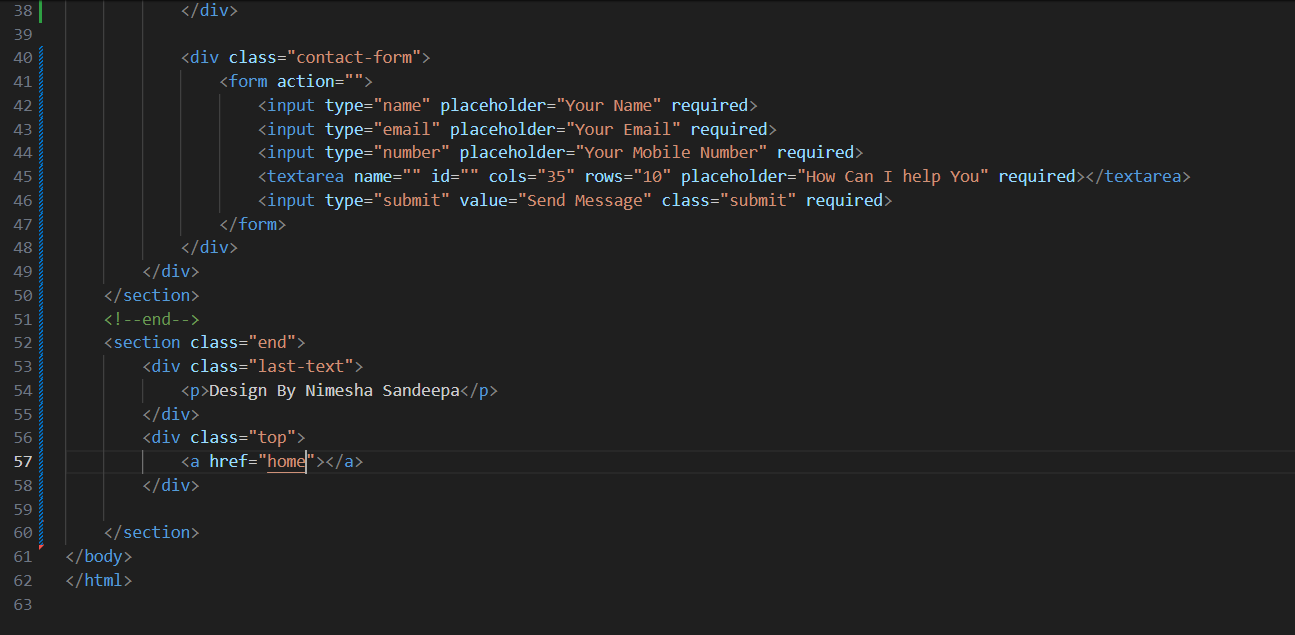 38                </div>
39
40                <div class="contact-form">
41                    <form action="">
42                        <input type="name" placeholder="Your Name" required>
43                        <input type="email" placeholder="Your Email" required>
44                        <input type="number" placeholder="Your Mobile Number" required>
45                        <textarea name="" id="" cols="35" rows="10" placeholder="How Can I help You" required></textarea>
46                        <input type="submit" value="Send Message" class="submit" required>
47                    </form>
48                </div>
49            </div>
50        </section>
51        <!--end-->
52        <section class="end">
53            <div class="last-text">
54                <p>Design By Nimesha Sandeepa</p>
55            </div>
56            <div class="top">
57                <a href="home"></a>
58            </div>
59
60        </section>
61    </body>
62    </html>
63